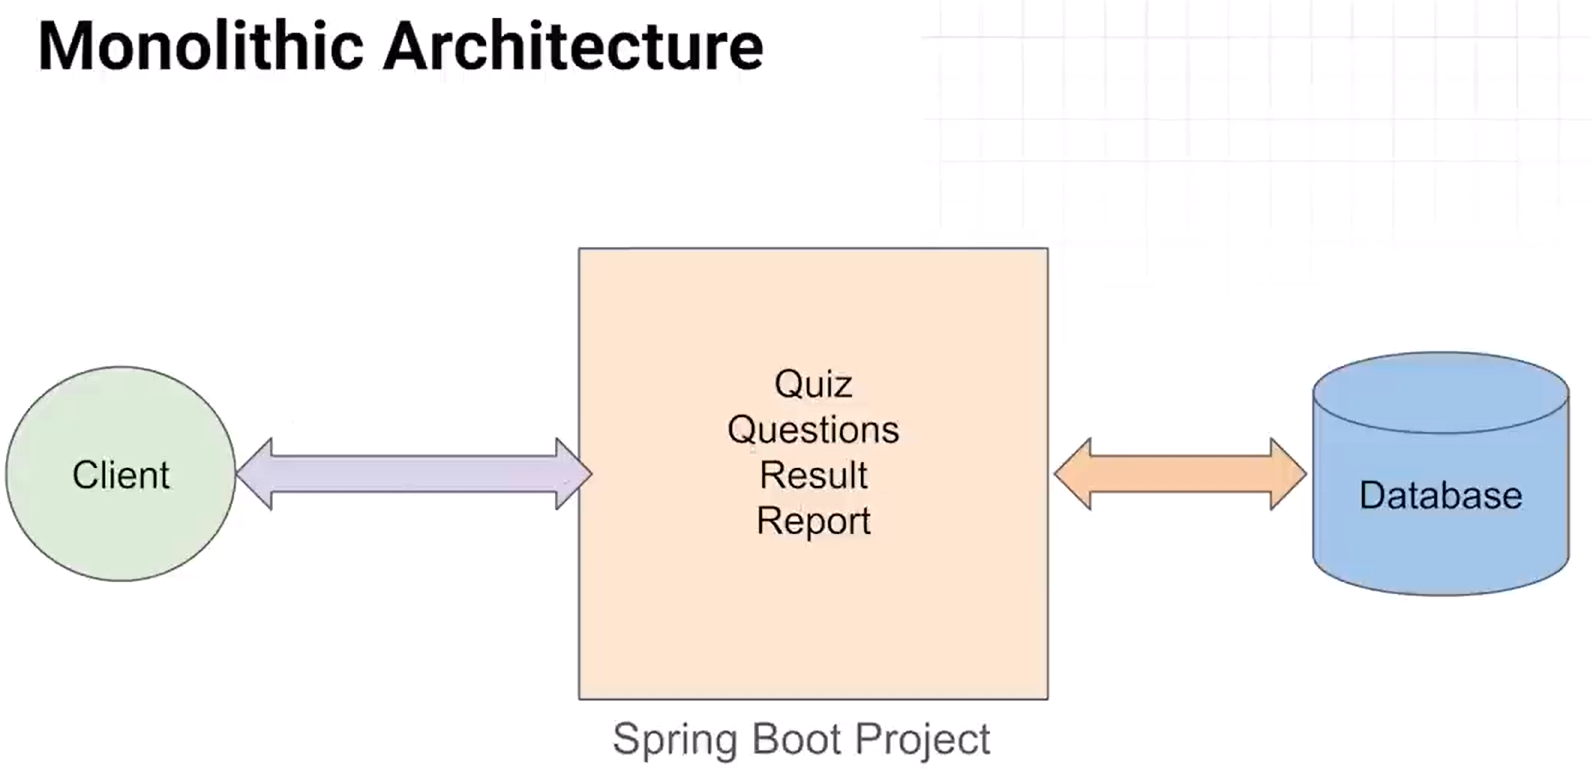 Monolithic Architecture
Client
Quiz
Questions
Result
Report
Database
Spring Boot Project